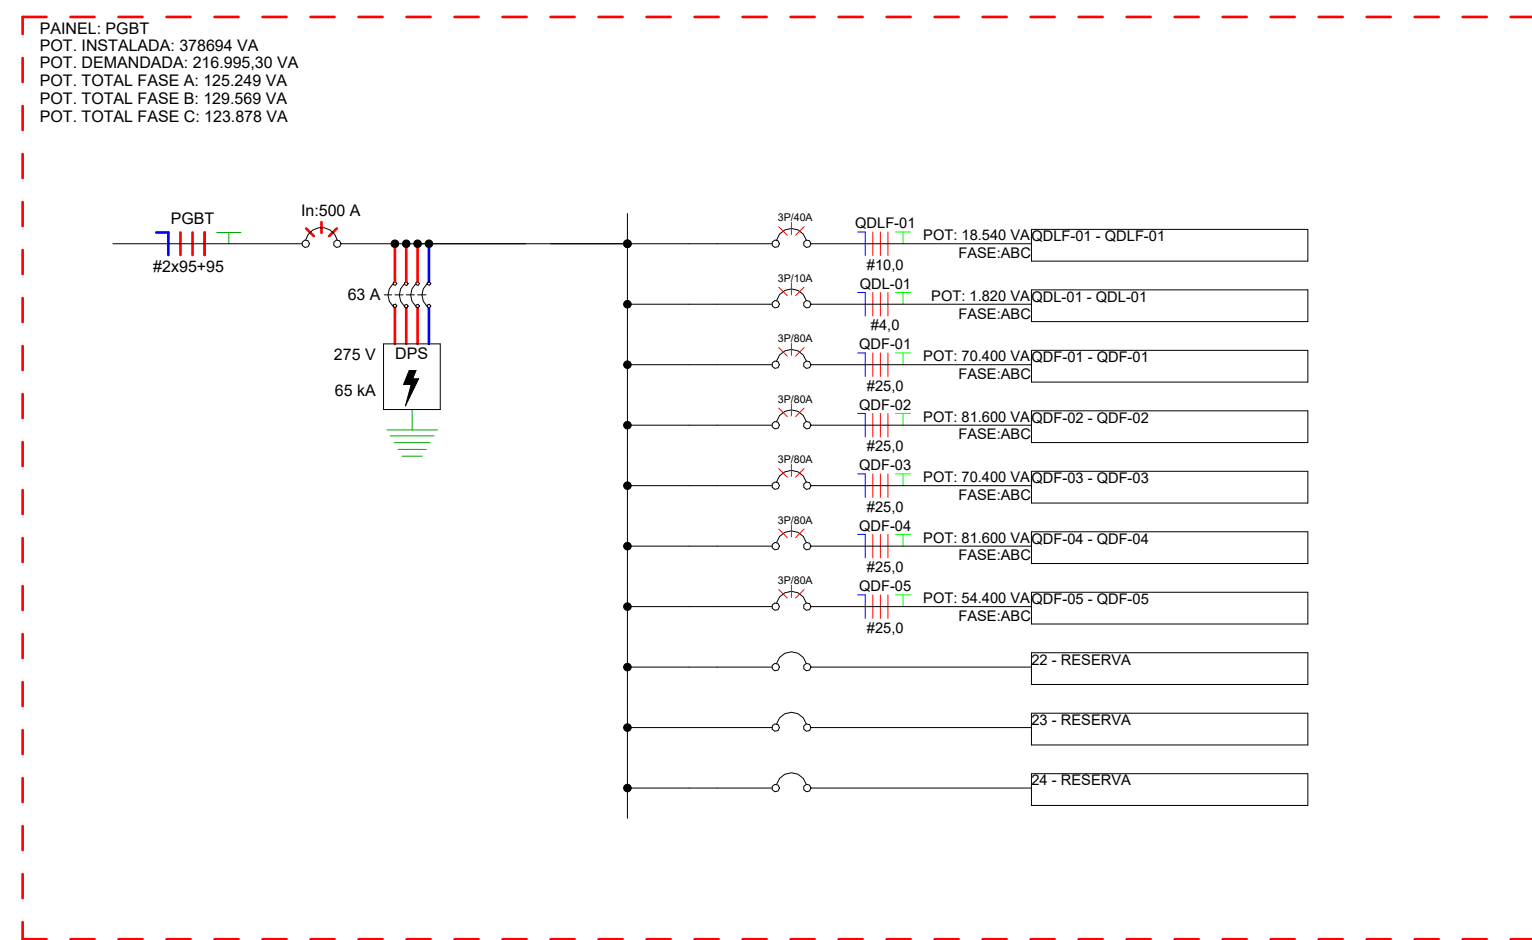 PAINEL: PGBT
POT. INSTALADA: 378694 VA
POT. DEMANDADA: 216.995,30 VA
POT. TOTAL FASE A: 125.249 VA
POT. TOTAL FASE B: 129.569 VA
POT. TOTAL FASE C: 123.878 VA
PGBT
#2x95+95
In:500 A
63 A
275 V
DPS
65 kA
3P/40A
QDLF-01
#10,0
POT: 18.540 VA
FASE:ABC
QDLF-01 - QDLF-01
3P/10A
QDL-01
#4,0
POT: 1.820 VA
FASE:ABC
QDL-01 - QDL-01
3P/80A
QDF-01
#25,0
POT: 70.400 VA
FASE:ABC
QDF-01 - QDF-01
3P/80A
QDF-02
#25,0
POT: 81.600 VA
FASE:ABC
QDF-02 - QDF-02
3P/80A
QDF-03
#25,0
POT: 70.400 VA
FASE:ABC
QDF-03 - QDF-03
3P/80A
QDF-04
#25,0
POT: 81.600 VA
FASE:ABC
QDF-04 - QDF-04
3P/80A
QDF-05
#25,0
POT: 54.400 VA
FASE:ABC
QDF-05 - QDF-05
22 - RESERVA
23 - RESERVA
24 - RESERVA